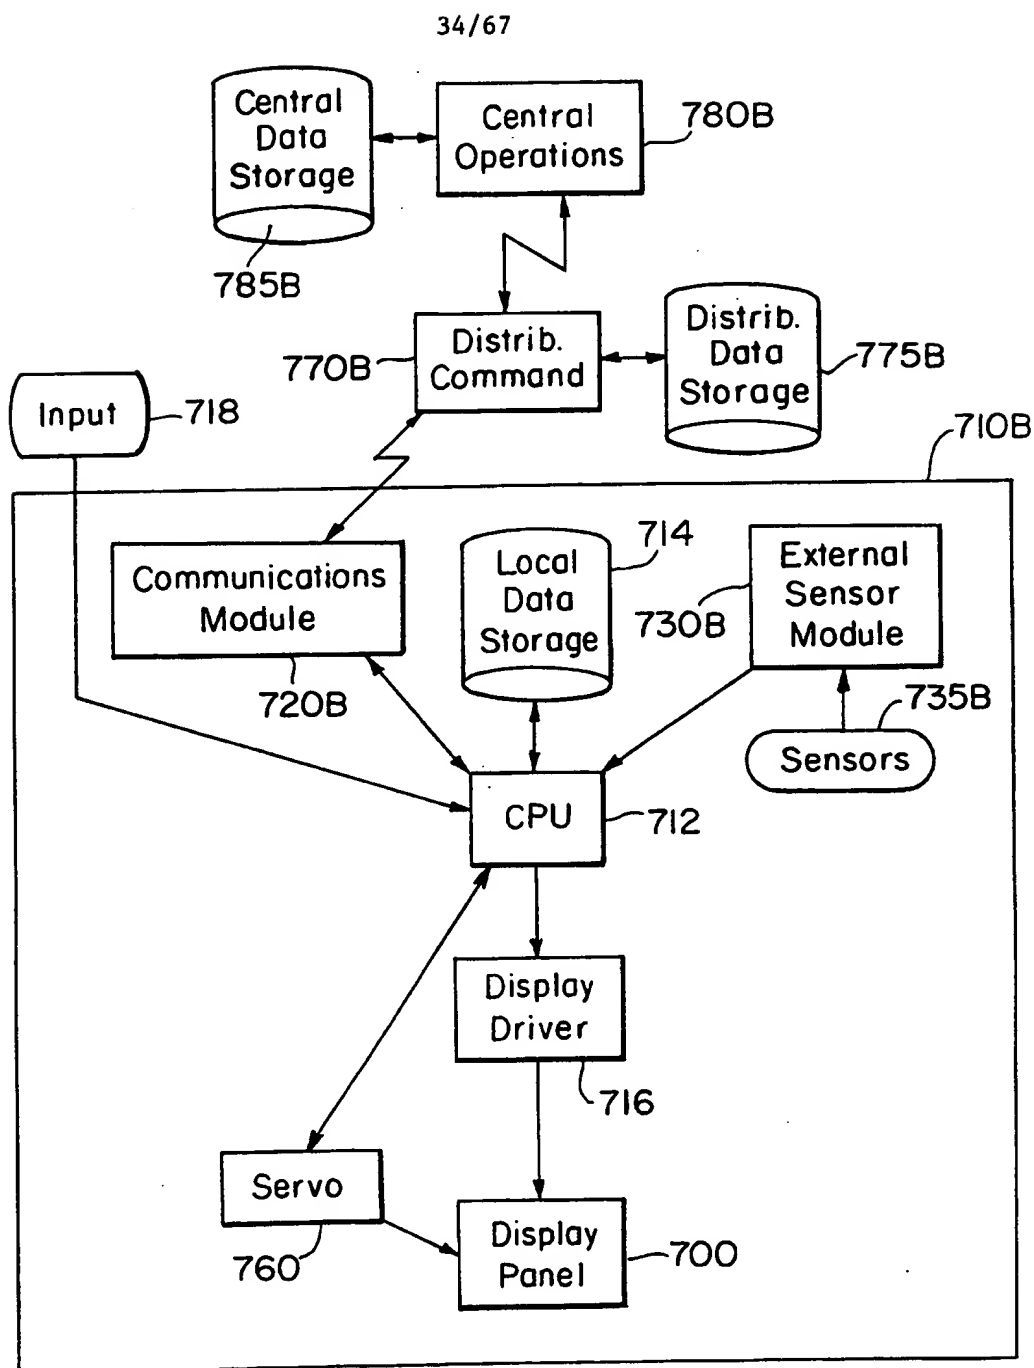 34/67
Central
Data
Storage
785B
Central
Operations
780B
Distrib.
Command
770B
Distrib.
Data
Storage
775B
Input
718
710B
Communications
Module
720B
Local
Data
Storage
714
External
Sensor
Module
730B
Sensors
735B
CPU
712
Display
Driver
716
Servo
760
Display
Panel
700